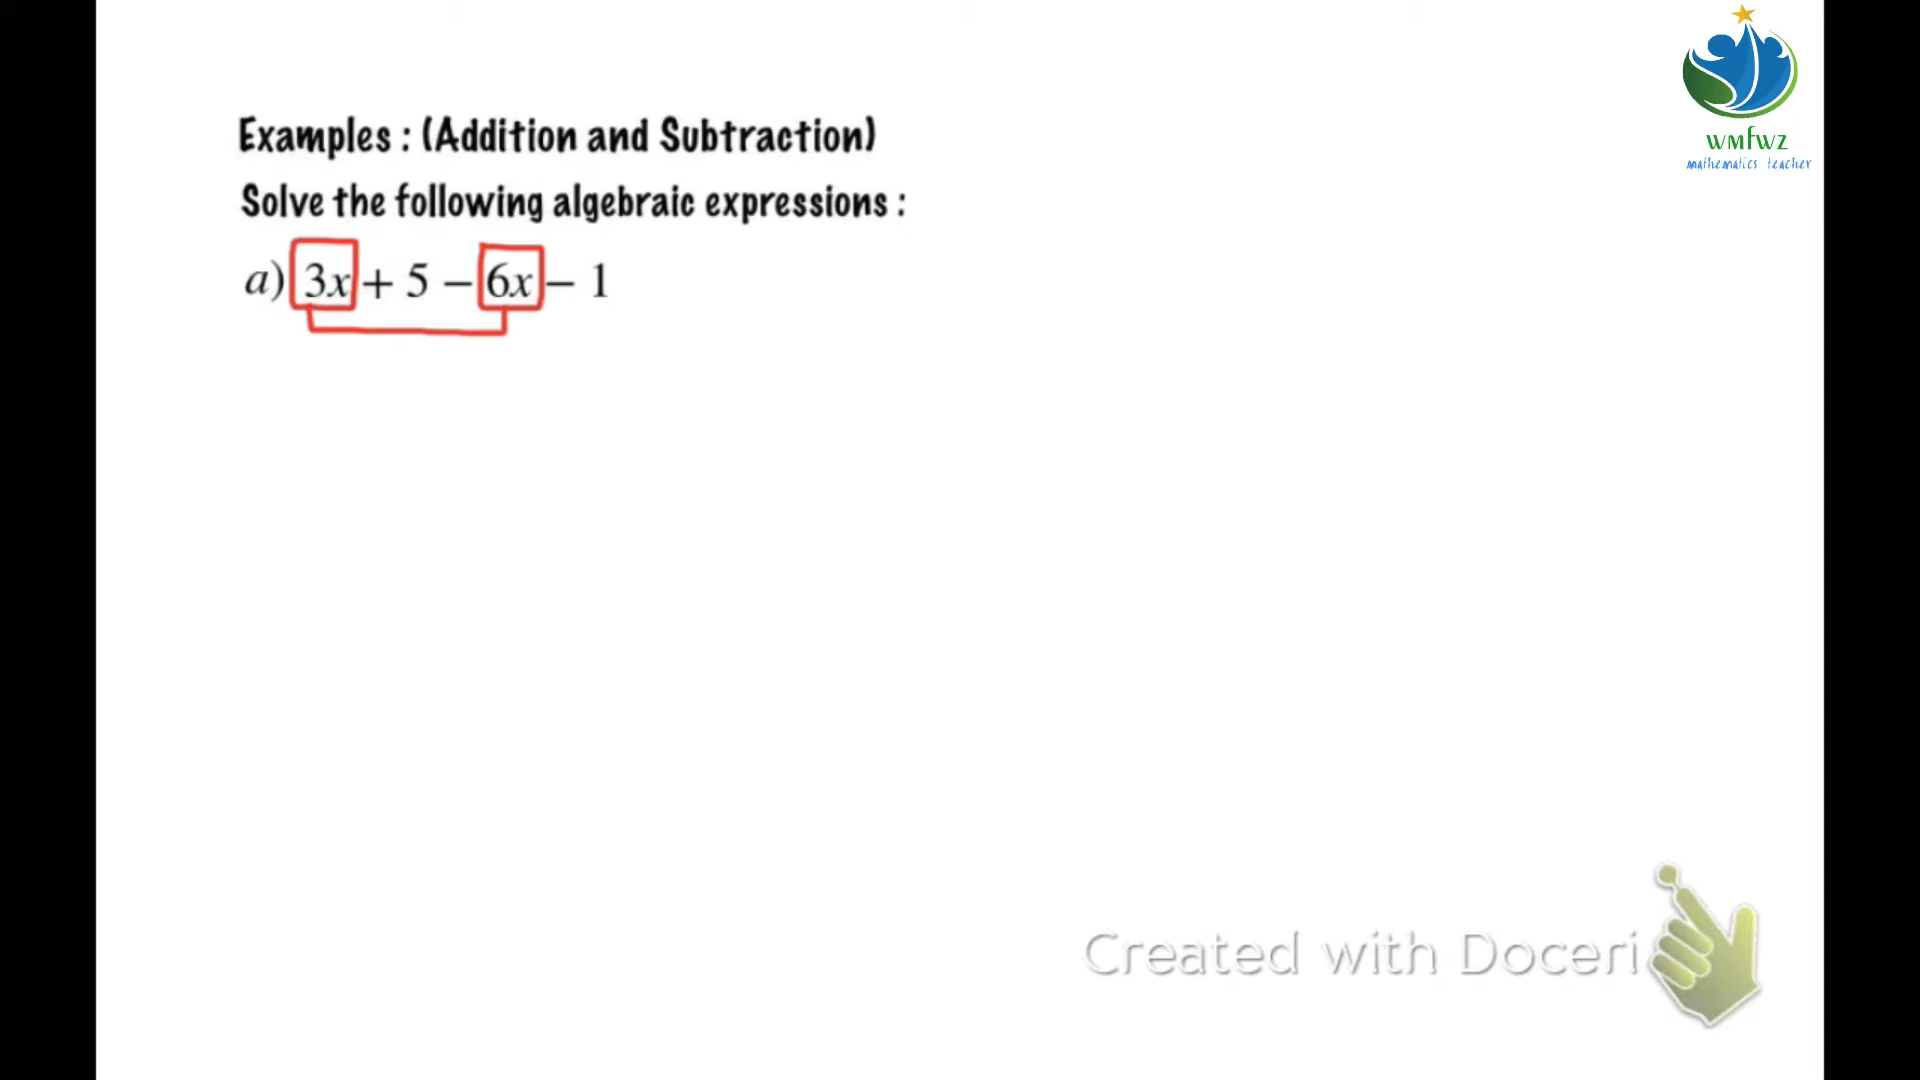 wmfwz
mathematics teacher
Examples : (Addition and Subtraction)
Solve the following algebraic expressions :
a) 3x + 5 − 6x − 1
Created with Doceri